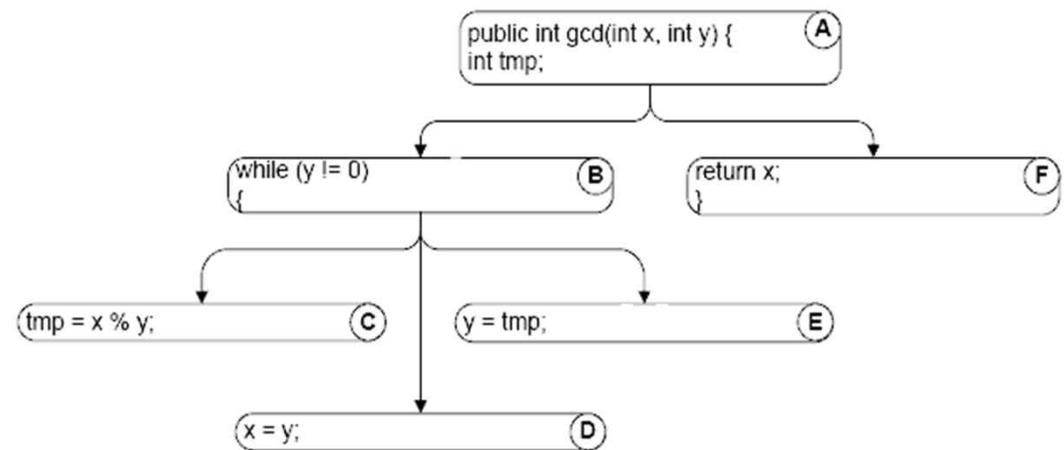 public int gcd(int x, int y) {
int tmp;
A
while (y != 0)
{
B
return x;
}
F
tmp = x % y;
C
y = tmp;
E
x = y;
D